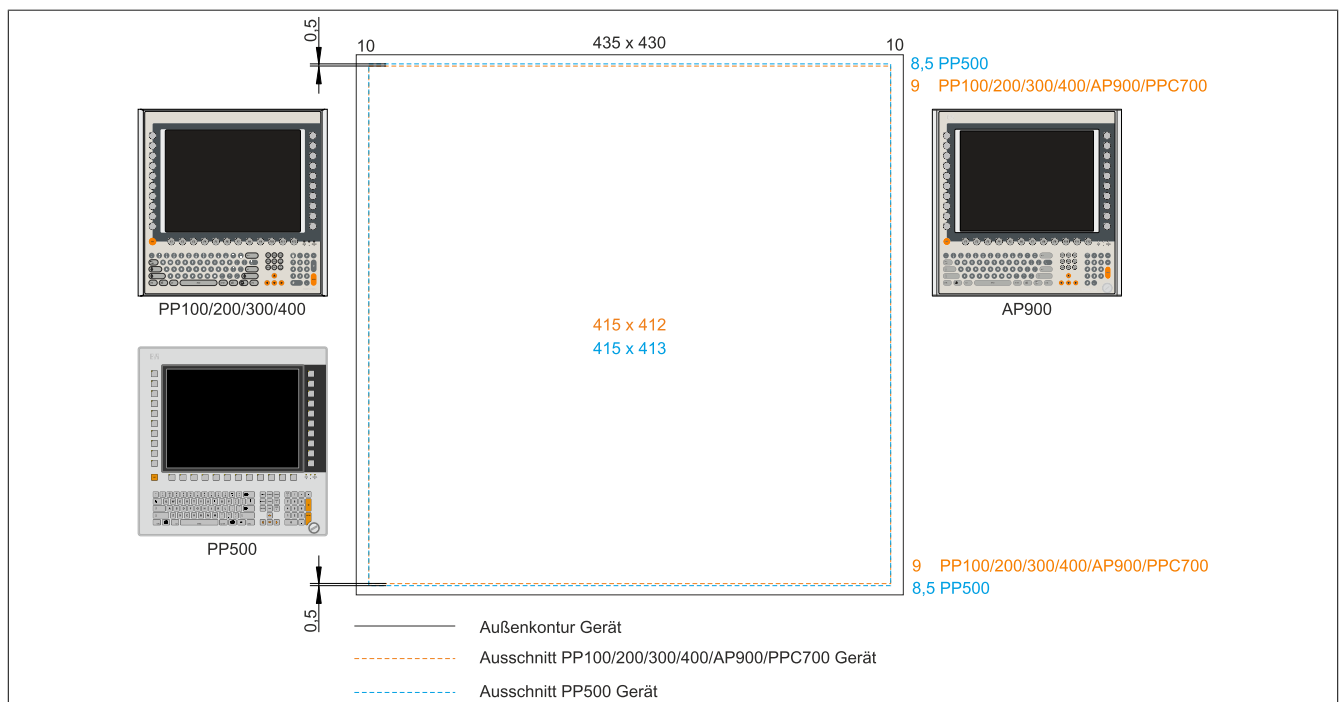 0,5
10
435 x 430
10
8,5 PP500
9 PP100/200/300/400/AP900/PPC700
PP100/200/300/400
AP900
415 x 412
415 x 413
PP500
9 PP100/200/300/400/AP900/PPC700
8,5 PP500
0,5
Außenkontur Gerät
Ausschnitt PP100/200/300/400/AP900/PPC700 Gerät
Ausschnitt PP500 Gerät